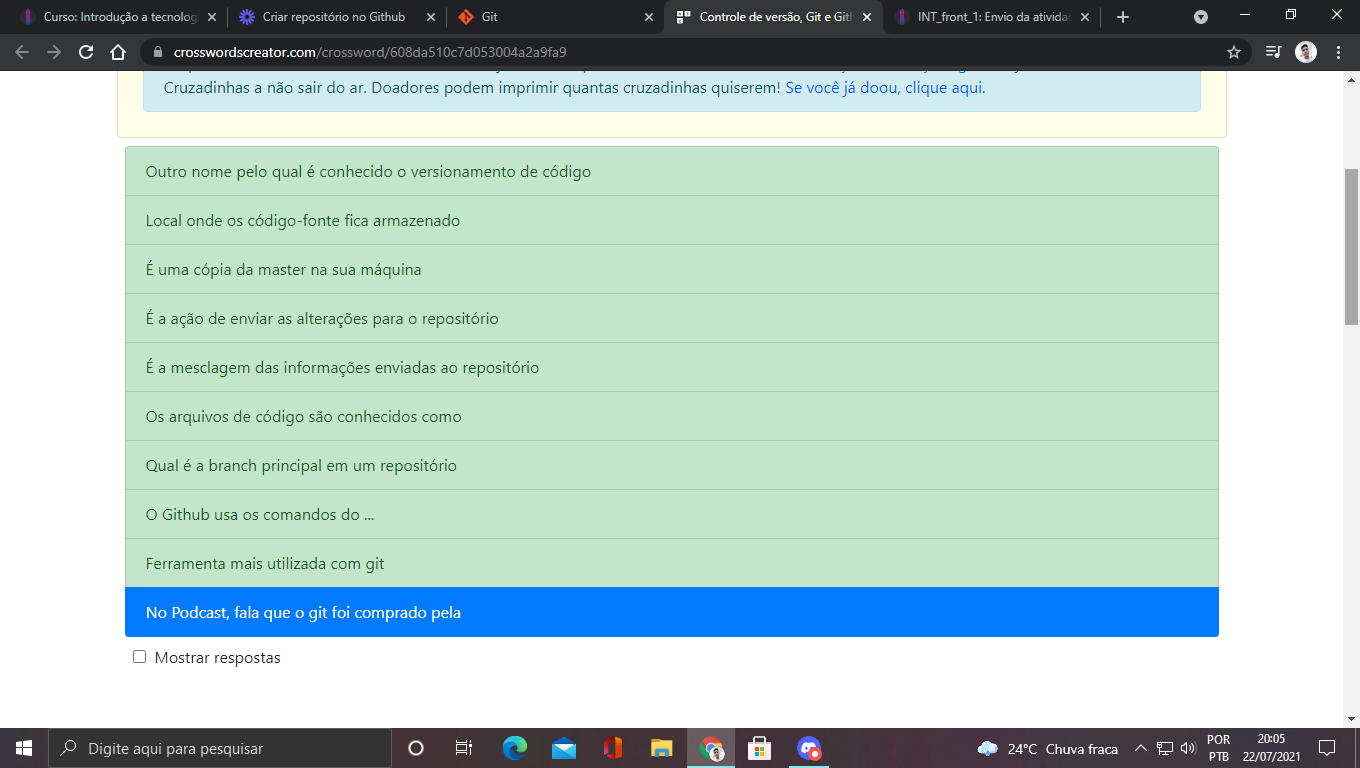 Curso: Introdução a tecnolog
Criar repositório no Github
Git
Controle de versão, Git e Gith
INT_front_1: Envio da atividad
crosswordscreator.com/crossword/608da510c7d053004a2a9fa9
Cruzadinhas a não sair do ar. Doadores podem imprimir quantas cruzadinhas quiserem! Se você já doou, clique aqui.
Outro nome pelo qual é conhecido o versionamento de código
Local onde os código-fonte fica armazenado
É uma cópia da master na sua máquina
É a ação de enviar as alterações para o repositório
É a mesclagem das informações enviadas ao repositório
Os arquivos de código são conhecidos como
Qual é a branch principal em um repositório
O Github usa os comandos do ...
Ferramenta mais utilizada com git
No Podcast, fala que o git foi comprado pela
Mostrar respostas
Digite aqui para pesquisar
24°C Chuva fraca
POR
PTB
20:05
22/07/2021